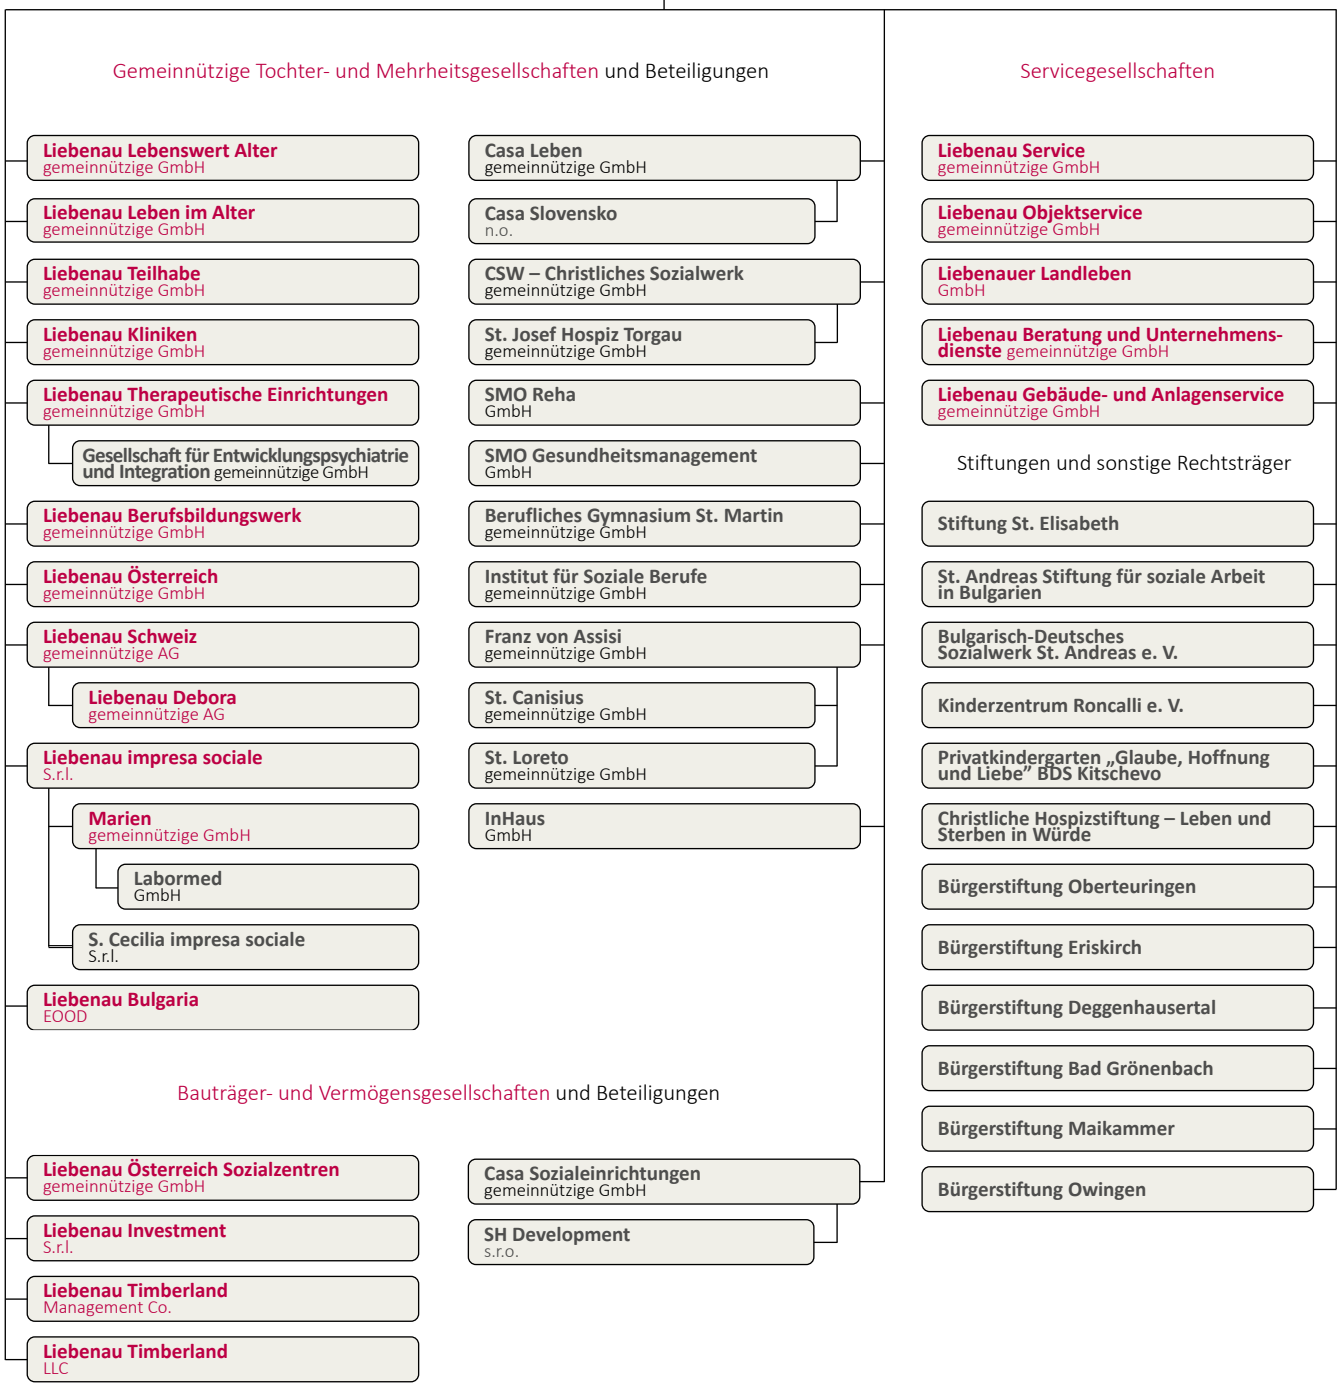 Gemeinnützige Tochter- und Mehrheitsgesellschaften und Beteiligungen
Liebenau Lebenswert Alter
gemeinnützige GmbH
Liebenau Leben im Alter
gemeinnützige GmbH
Liebenau Teilhabe
gemeinnützige GmbH
Liebenau Kliniken
gemeinnützige GmbH
Liebenau Therapeutische Einrichtungen
gemeinnützige GmbH
Gesellschaft für Entwicklungspsychiatrie
und Integration gemeinnützige GmbH
Liebenau Berufsbildungswerk
gemeinnützige GmbH
Liebenau Österreich
gemeinnützige GmbH
Liebenau Schweiz
gemeinnützige AG
Liebenau Debora
gemeinnützige AG
Liebenau impresa sociale
S.r.l.
Marien
gemeinnützige GmbH
Labormed
GmbH
S. Cecilia impresa sociale
S.r.l.
Liebenau Bulgaria
EOOD
Casa Leben
gemeinnützige GmbH
Casa Slovensko
n.o.
CSW – Christliches Sozialwerk
gemeinnützige GmbH
St. Josef Hospiz Torgau
gemeinnützige GmbH
SMO Reha
GmbH
SMO Gesundheitsmanagement
GmbH
Berufliches Gymnasium St. Martin
gemeinnützige GmbH
Institut für Soziale Berufe
gemeinnützige GmbH
Franz von Assisi
gemeinnützige GmbH
St. Canisius
gemeinnützige GmbH
St. Loreto
gemeinnützige GmbH
InHaus
GmbH
Bauträger- und Vermögensgesellschaften und Beteiligungen
Liebenau Österreich Sozialzentren
gemeinnützige GmbH
Liebenau Investment
S.r.l.
Liebenau Timberland
Management Co.
Liebenau Timberland
LLC
Casa Sozialeinrichtungen
gemeinnützige GmbH
SH Development
s.r.o.
Servicegesellschaften
Liebenau Service
gemeinnützige GmbH
Liebenau Objektservice
gemeinnützige GmbH
Liebenauer Landleben
GmbH
Liebenau Beratung und Unternehmens-
dienste gemeinnützige GmbH
Liebenau Gebäude- und Anlagenservice
gemeinnützige GmbH
Stiftungen und sonstige Rechtsträger
Stiftung St. Elisabeth
St. Andreas Stiftung für soziale Arbeit
in Bulgarien
Bulgarisch-Deutsches
Sozialwerk St. Andreas e. V.
Kinderzentrum Roncalli e. V.
Privatkindergarten „Glaube, Hoffnung
und Liebe” BDS Kitschevo
Christliche Hospizstiftung – Leben und
Sterben in Würde
Bürgerstiftung Oberteuringen
Bürgerstiftung Eriskirch
Bürgerstiftung Deggenhausertal
Bürgerstiftung Bad Grönenbach
Bürgerstiftung Maikammer
Bürgerstiftung Owingen